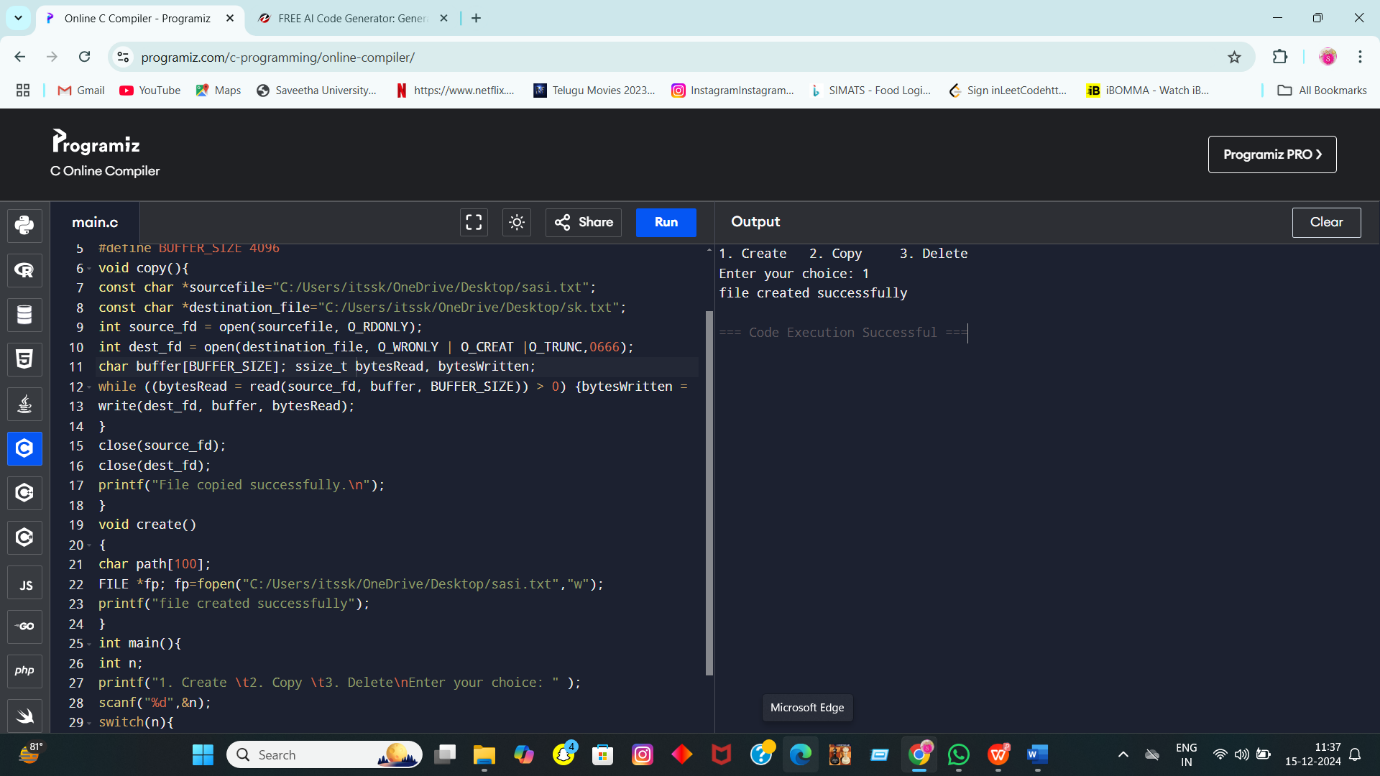 Online C Compiler - Programiz
FREE AI Code Generator: Gener
programiz.com/c-programming/online-compiler/
Gmail
YouTube
Maps
Saveetha University...
https://www.netflix....
Telugu Movies 2023...
InstagramInstagram...
SIMATS - Food Logi...
Sign inLeetCodehtt...
iBOMMA - Watch iB...
All Bookmarks
Programiz
C Online Compiler
Programiz PRO
main.c
Share
Run
Output
Clear
5 #define BUFFER_SIZE 4096
6 void copy(){
7 const char *sourcefile="C:/Users/itssk/OneDrive/Desktop/sasi.txt";
8 const char *destination_file="C:/Users/itssk/OneDrive/Desktop/sk.txt";
9 int source_fd = open(sourcefile, O_RDONLY);
10 int dest_fd = open(destination_file, O_WRONLY | O_CREAT |O_TRUNC,0666);
11 char buffer[BUFFER_SIZE]; ssize_t bytesRead, bytesWritten;
12 while ((bytesRead = read(source_fd, buffer, BUFFER_SIZE)) > 0) {bytesWritten =
13 write(dest_fd, buffer, bytesRead);
14 }
15 close(source_fd);
16 close(dest_fd);
17 printf("File copied successfully.\n");
18 }
19 void create()
20 {
21 char path[100];
22 FILE *fp; fp=fopen("C:/Users/itssk/OneDrive/Desktop/sasi.txt","w");
23 printf("file created successfully");
24 }
25 int main(){
26 int n;
27 printf("1. Create \t2. Copy \t3. Delete\nEnter your choice: " );
28 scanf("%d",&n);
29 switch(n){
1. Create 2. Copy 3. Delete
Enter your choice: 1
file created successfully
=== Code Execution Successful ===
JS
GO
php
Microsoft Edge
81°
Search
4
ENG
IN
11:37
15-12-2024